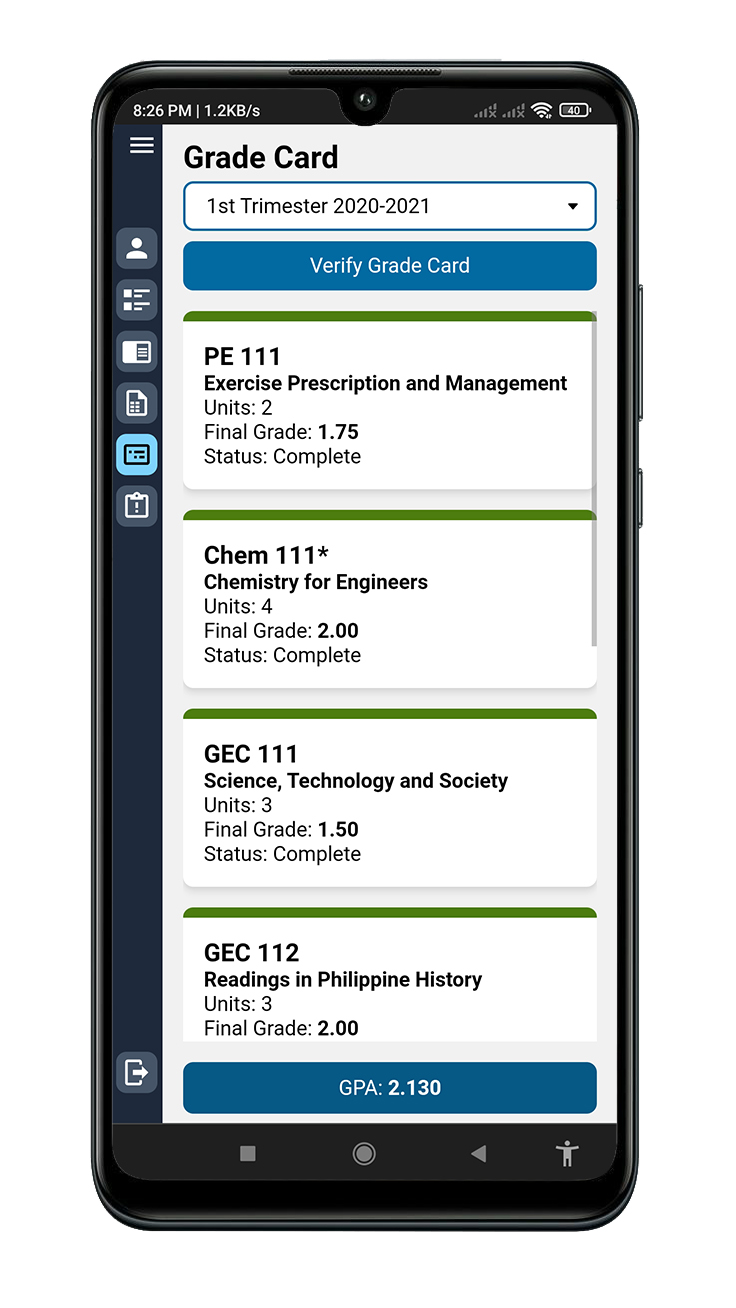 8:26 PM | 1.2KB/s
40
Grade Card
1st Trimester 2020-2021
Verify Grade Card
PE 111
Exercise Prescription and Management
Units: 2
Final Grade: 1.75
Status: Complete
Chem 111*
Chemistry for Engineers
Units: 4
Final Grade: 2.00
Status: Complete
GEC 111
Science, Technology and Society
Units: 3
Final Grade: 1.50
Status: Complete
GEC 112
Readings in Philippine History
Units: 3
Final Grade: 2.00
GPA: 2.130